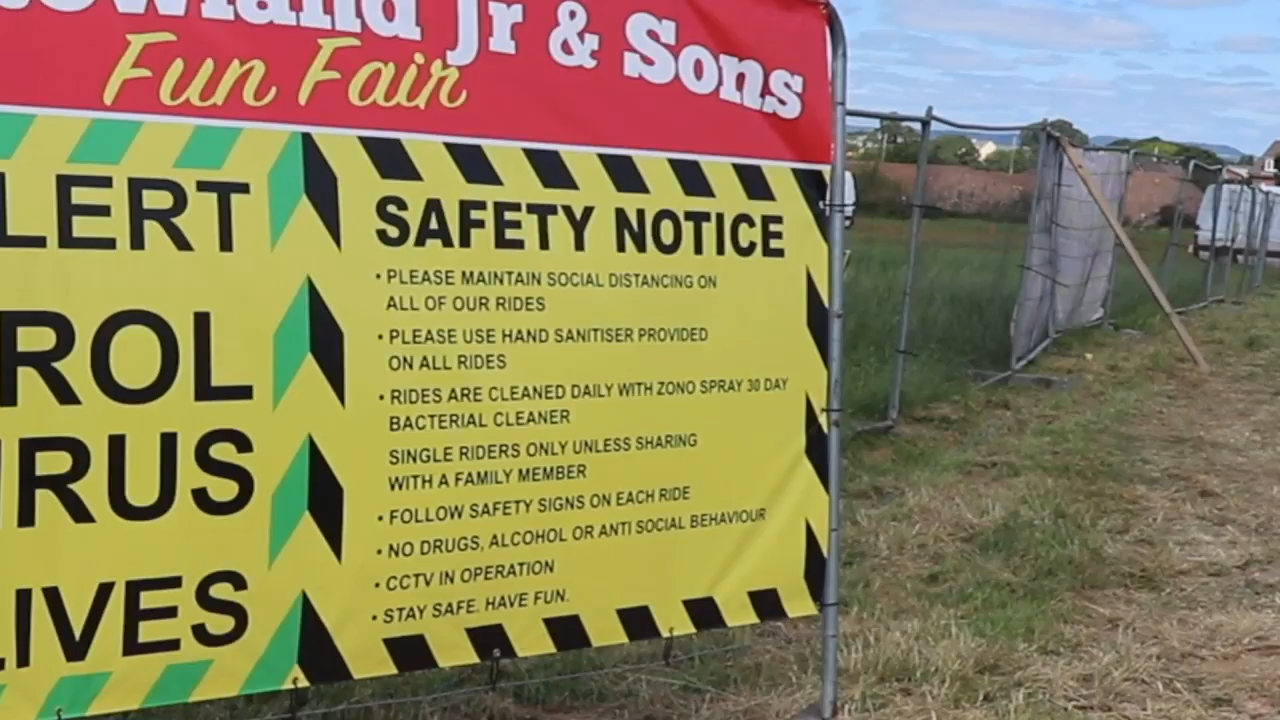 Jr & Sons
Fun Fair
SAFETY NOTICE
• PLEASE MAINTAIN SOCIAL DISTANCING ON
ALL OF OUR RIDES
• PLEASE USE HAND SANITISER PROVIDED
ON ALL RIDES
• RIDES ARE CLEANED DAILY WITH ZONO SPRAY 30 DAY
BACTERIAL CLEANER
SINGLE RIDERS ONLY UNLESS SHARING
WITH A FAMILY MEMBER
• FOLLOW SAFETY SIGNS ON EACH RIDE
• NO DRUGS, ALCOHOL OR ANTI SOCIAL BEHAVIOUR
• CCTV IN OPERATION
• STAY SAFE. HAVE FUN.
LERT
ROL
IRUS
LIVES